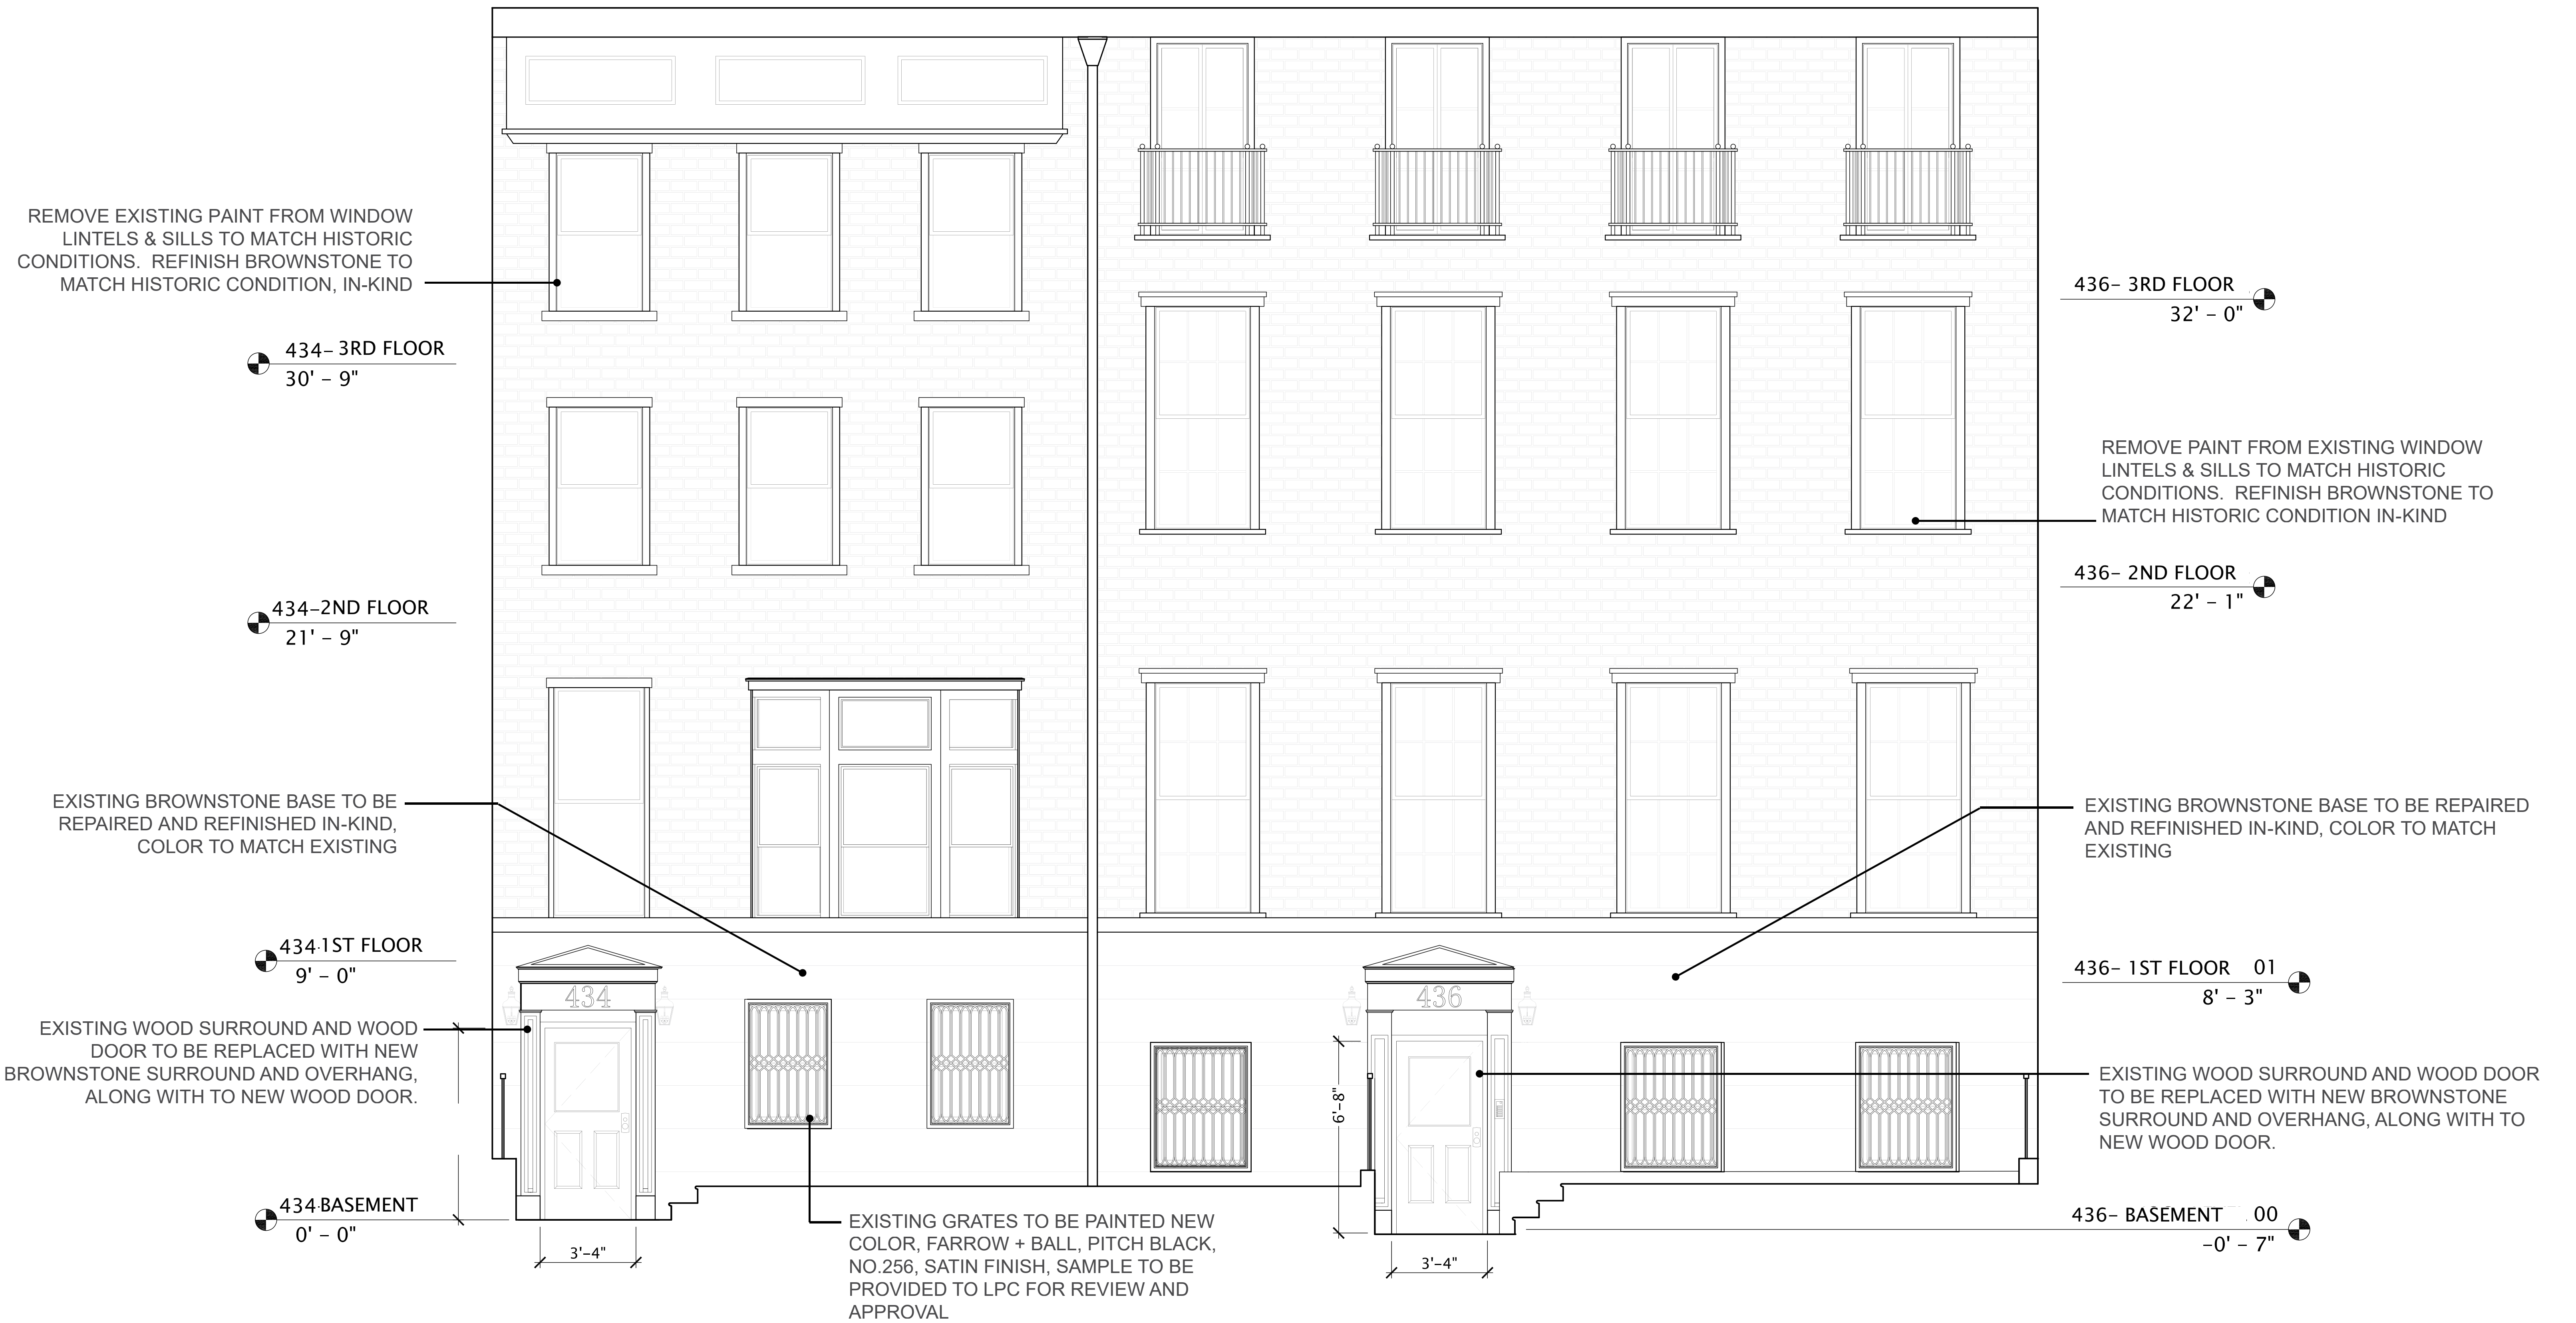 REMOVE EXISTING PAINT FROM WINDOW
LINTELS & SILLS TO MATCH HISTORIC
CONDITIONS. REFINISH BROWNSTONE TO
MATCH HISTORIC CONDITION, IN-KIND
434- 3RD FLOOR
30' - 9"
434-2ND FLOOR
21' - 9"
EXISTING BROWNSTONE BASE TO BE
REPAIRED AND REFINISHED IN-KIND,
COLOR TO MATCH EXISTING
434 1ST FLOOR
9' - 0"
EXISTING WOOD SURROUND AND WOOD
DOOR TO BE REPLACED WITH NEW
BROWNSTONE SURROUND AND OVERHANG,
ALONG WITH TO NEW WOOD DOOR.
434 BASEMENT
0' - 0"
434
3'-4"
EXISTING GRATES TO BE PAINTED NEW
COLOR, FARROW + BALL, PITCH BLACK,
NO.256, SATIN FINISH, SAMPLE TO BE
PROVIDED TO LPC FOR REVIEW AND
APPROVAL
436
6'-8"
3'-4"
436- 3RD FLOOR
32' - 0"
REMOVE PAINT FROM EXISTING WINDOW
LINTELS & SILLS TO MATCH HISTORIC
CONDITIONS. REFINISH BROWNSTONE TO
MATCH HISTORIC CONDITION IN-KIND
436- 2ND FLOOR
22' - 1"
EXISTING BROWNSTONE BASE TO BE REPAIRED
AND REFINISHED IN-KIND, COLOR TO MATCH
EXISTING
436- 1ST FLOOR 01
8' - 3"
EXISTING WOOD SURROUND AND WOOD DOOR
TO BE REPLACED WITH NEW BROWNSTONE
SURROUND AND OVERHANG, ALONG WITH TO
NEW WOOD DOOR.
436- BASEMENT 00
-0' - 7"